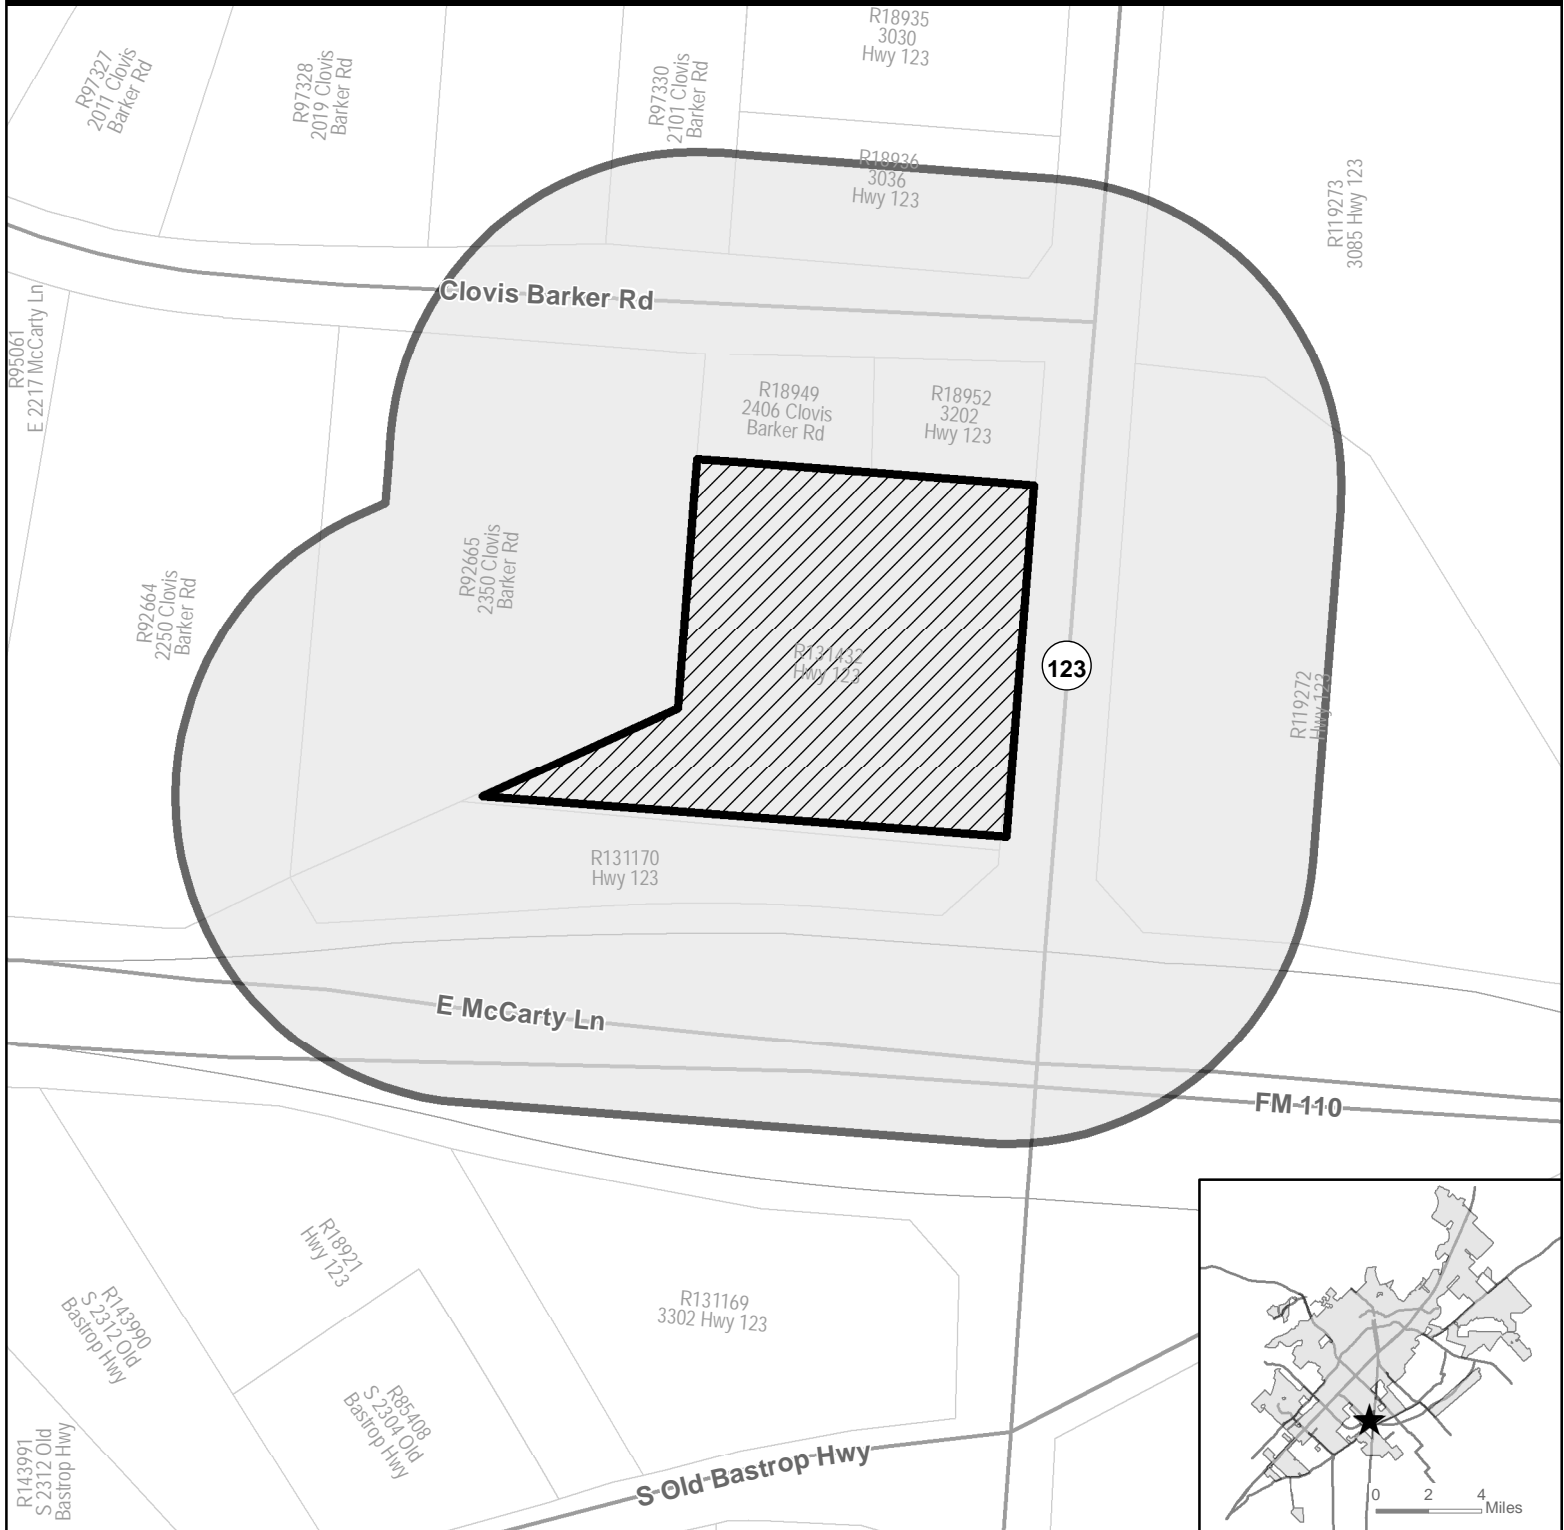 R18935
3030
Hwy 123
R97327
2011 Clovis
Barker Rd
R97328
2019 Clovis
Barker Rd
R97330
2101 Clovis
Barker Rd
R18936
3036
Hwy 123
R119273
3085 Hwy 123
Clovis Barker Rd
R95061
E 2217 McCarty Ln
R18949
2406 Clovis
Barker Rd
R18952
3202
Hwy 123
R92665
2350 Clovis
Barker Rd
R92664
2250 Clovis
Barker Rd
R131432
Hwy 123
123
R119272
Hwy 123
R131170
Hwy 123
E McCarty Ln
FM 110
R18921
Hwy 123
R131169
3302 Hwy 123
R143990
S 2312 Old
Bastrop Hwy
R85408
S 2304 Old
Bastrop Hwy
R143991
S 2312 Old
Bastrop Hwy
S Old Bastrop Hwy
0 2 4
Miles